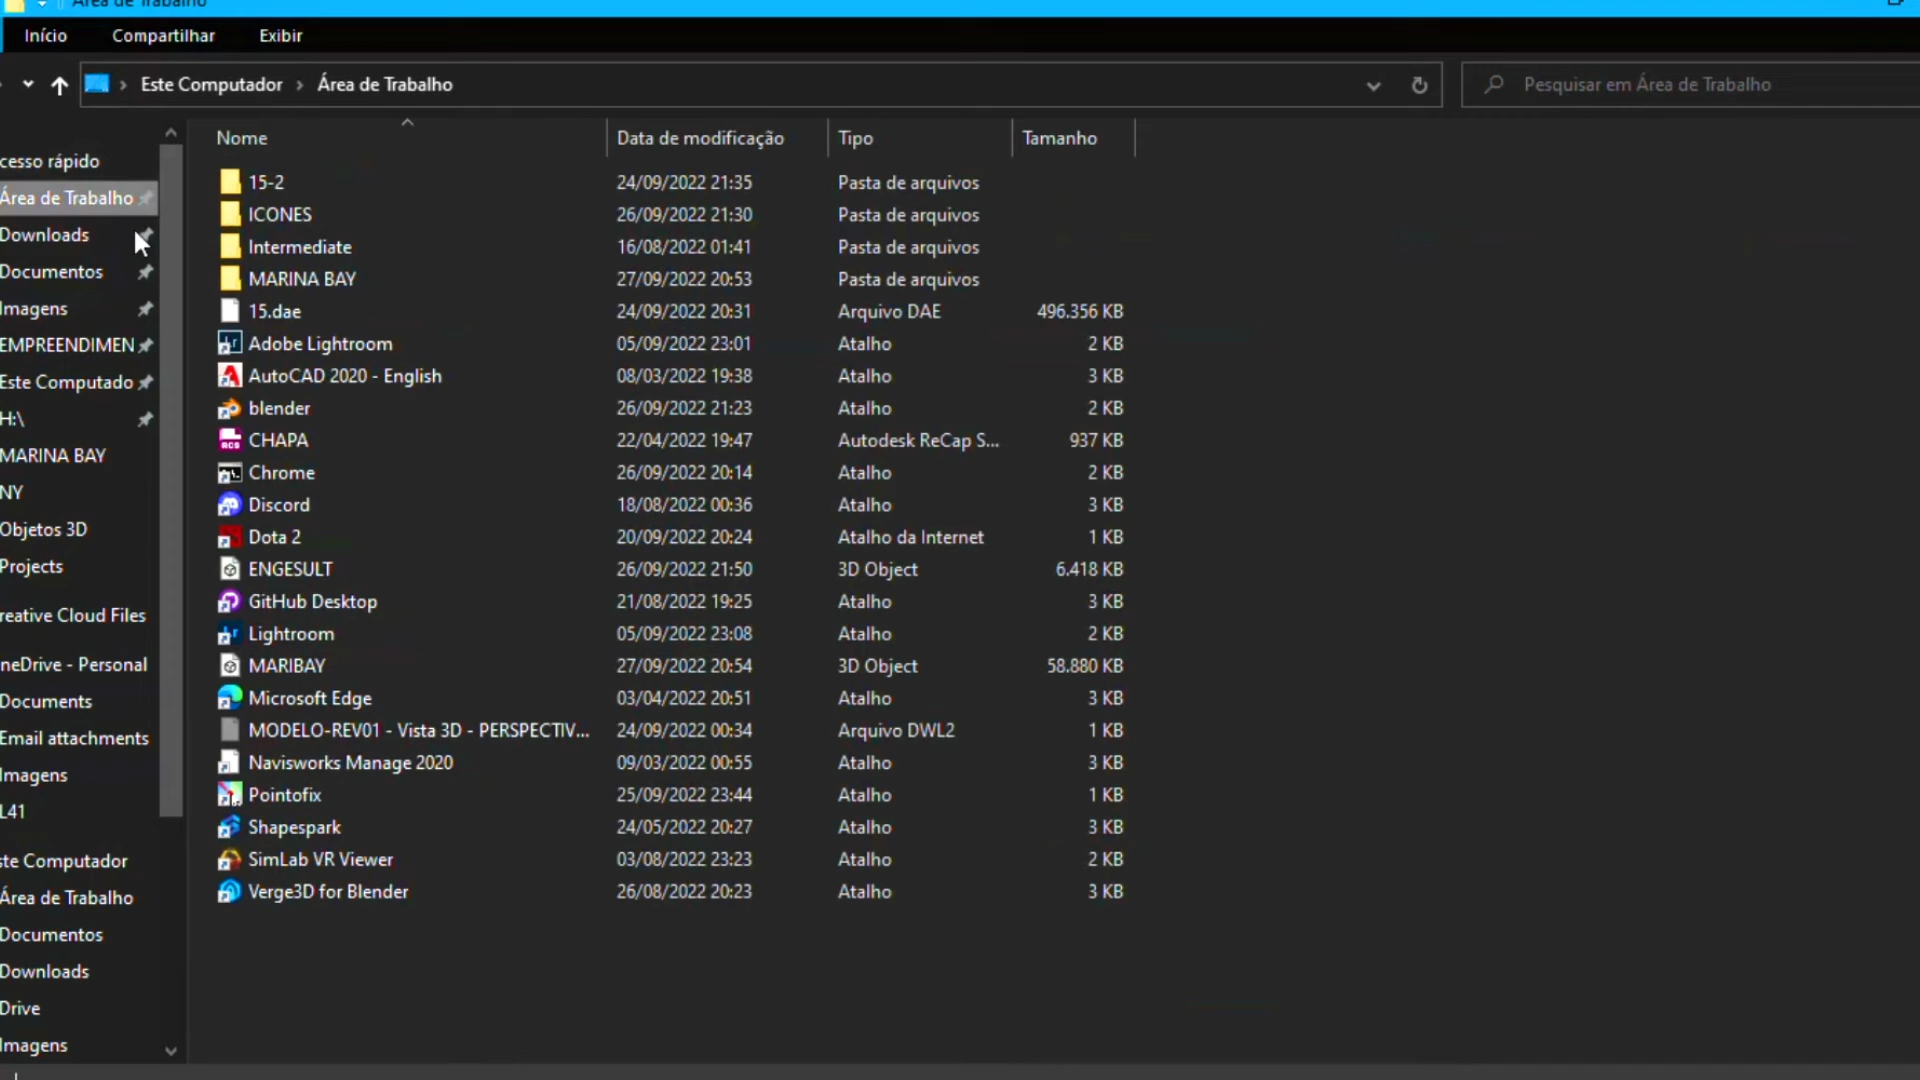 Área de Trabalho
Início Compartilhar Exibir
Este Computador › Área de Trabalho
Pesquisar em Área de Trabalho
Nome Data de modificação Tipo Tamanho
cesso rápido
Área de Trabalho
Downloads
Documentos
Imagens
EMPREENDIMEN
Este Computado
H:\
MARINA BAY
NY
Objetos 3D
Projects
reative Cloud Files
neDrive - Personal
Documents
Email attachments
Imagens
L41
ste Computador
Área de Trabalho
Documentos
Downloads
Drive
Imagens
15-2 24/09/2022 21:35 Pasta de arquivos
ICONES 26/09/2022 21:30 Pasta de arquivos
Intermediate 16/08/2022 01:41 Pasta de arquivos
MARINA BAY 27/09/2022 20:53 Pasta de arquivos
15.dae 24/09/2022 20:31 Arquivo DAE 496.356 KB
Adobe Lightroom 05/09/2022 23:01 Atalho 2 KB
AutoCAD 2020 - English 08/03/2022 19:38 Atalho 3 KB
blender 26/09/2022 21:23 Atalho 2 KB
CHAPA 22/04/2022 19:47 Autodesk ReCap S... 937 KB
Chrome 26/09/2022 20:14 Atalho 2 KB
Discord 18/08/2022 00:36 Atalho 3 KB
Dota 2 20/09/2022 20:24 Atalho da Internet 1 KB
ENGESULT 26/09/2022 21:50 3D Object 6.418 KB
GitHub Desktop 21/08/2022 19:25 Atalho 3 KB
Lightroom 05/09/2022 23:08 Atalho 2 KB
MARIBAY 27/09/2022 20:54 3D Object 58.880 KB
Microsoft Edge 03/04/2022 20:51 Atalho 3 KB
MODELO-REV01 - Vista 3D - PERSPECTIV... 24/09/2022 00:34 Arquivo DWL2 1 KB
Navisworks Manage 2020 09/03/2022 00:55 Atalho 3 KB
Pointofix 25/09/2022 23:44 Atalho 1 KB
Shapespark 24/05/2022 20:27 Atalho 3 KB
SimLab VR Viewer 03/08/2022 23:23 Atalho 2 KB
Verge3D for Blender 26/08/2022 20:23 Atalho 3 KB